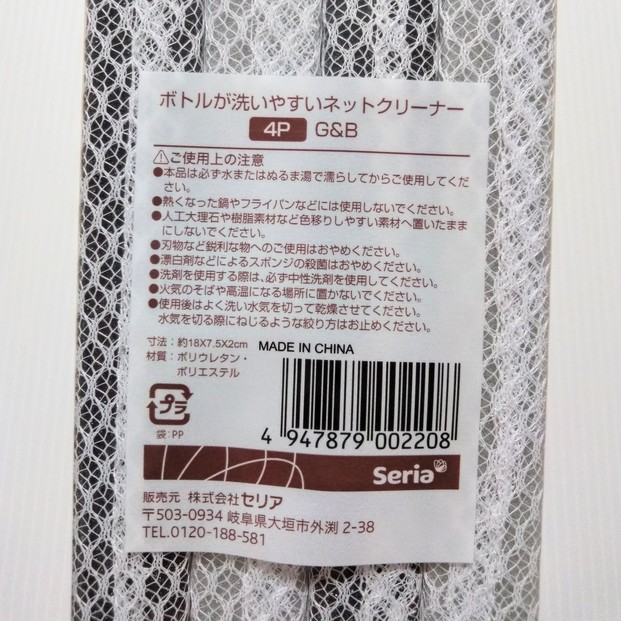 ボトルが洗いやすいネットクリーナー
4P G&B
⚠ご使用上の注意
●本品は必ず水またはぬるま湯で濡らしてからご使用してくだ
さい。
●熱くなった鍋やフライパンなどには使用しないでください。
●人工大理石や樹脂素材など色移りしやすい素材へ置いたまま
にしないでください。
●刃物など鋭利な物へのご使用はおやめください。
●漂白剤などによるスポンジの殺菌はおやめください。
●洗剤を使用する際は、必ず中性洗剤を使用してください。
●火気のそばや高温になる場所に置かないでください。
●使用後はよく洗い水気を切って乾燥させてください。
水気を切る際にねじるような絞り方はお止めください。
寸法:約18X7.5X2cm MADE IN CHINA
材質:ポリウレタン・
ポリエステル
プラ
袋:PP
4 947879 002208
Seria
販売元 株式会社セリア
〒503-0934 岐阜県大垣市外渕 2-38
TEL.0120-188-581